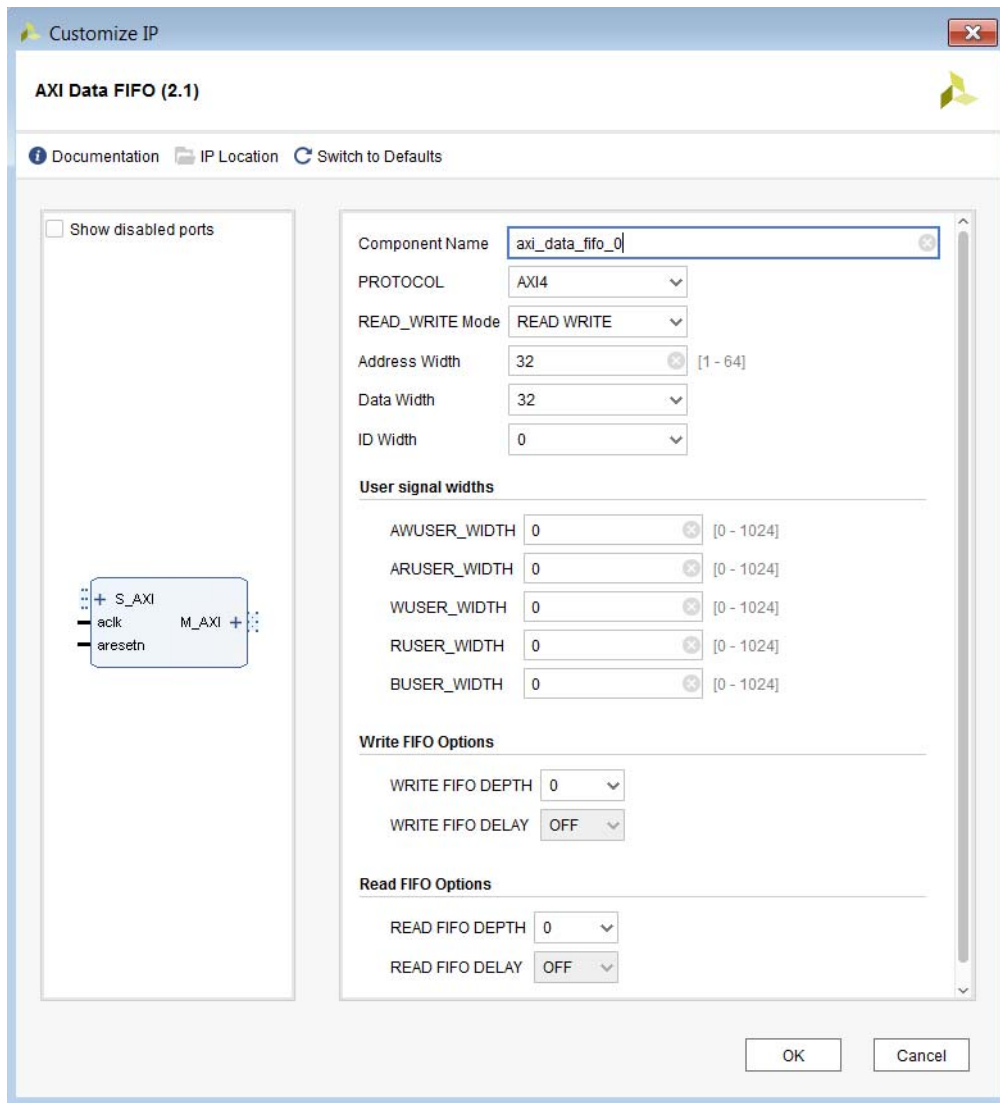 Customize IP
AXI Data FIFO (2.1)
Documentation IP Location Switch to Defaults
Show disabled ports
S_AXI
aclk M_AXI
aresetn
Component Name axi_data_fifo_0
PROTOCOL AXI4
READ_WRITE Mode READ WRITE
Address Width 32 [1 - 64]
Data Width 32
ID Width 0
User signal widths
AWUSER_WIDTH 0 [0 - 1024]
ARUSER_WIDTH 0 [0 - 1024]
WUSER_WIDTH 0 [0 - 1024]
RUSER_WIDTH 0 [0 - 1024]
BUSER_WIDTH 0 [0 - 1024]
Write FIFO Options
WRITE FIFO DEPTH 0
WRITE FIFO DELAY OFF
Read FIFO Options
READ FIFO DEPTH 0
READ FIFO DELAY OFF
OK Cancel